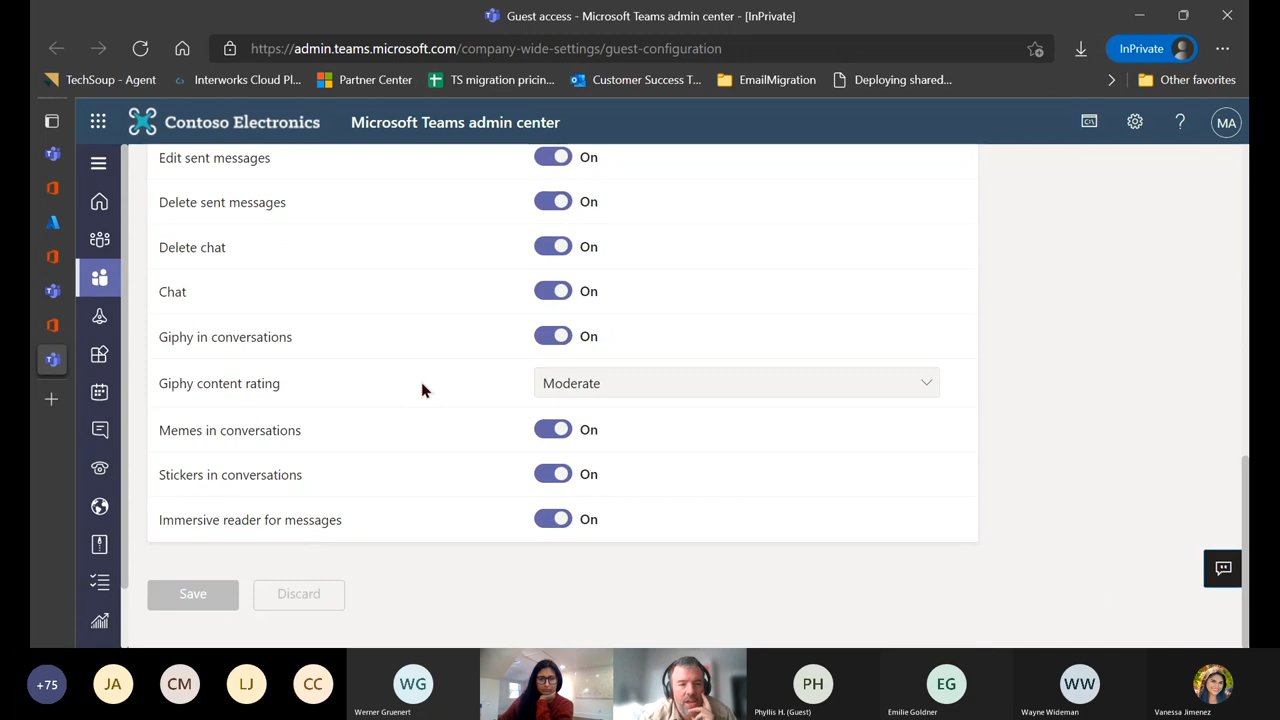 Guest access - Microsoft Teams admin center - [InPrivate]
https://admin.teams.microsoft.com/company-wide-settings/guest-configuration
InPrivate
TechSoup - Agent
Interworks Cloud Pl...
Partner Center
TS migration pricin...
Customer Success T...
EmailMigration
Deploying shared...
Other favorites
Contoso Electronics
Microsoft Teams admin center
MA
Edit sent messages
On
Delete sent messages
On
Delete chat
On
Chat
On
Giphy in conversations
On
Giphy content rating
Moderate
Memes in conversations
On
Stickers in conversations
On
Immersive reader for messages
On
Save
Discard
+75
JA
CM
LJ
CC
WG
Werner Gruenert
PH
Phyllis H. (Guest)
EG
Emilie Goldner
WW
Wayne Wideman
Vanessa Jimenez